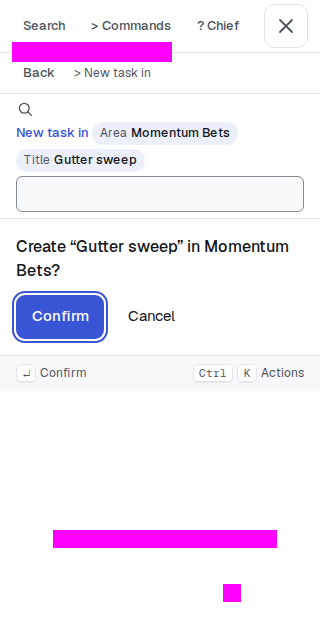 Search > Commands ? Chief
Back > New task in
New task in Area Momentum Bets
Title Gutter sweep
Create “Gutter sweep” in Momentum
Bets?
Confirm Cancel
↵ Confirm Ctrl K Actions